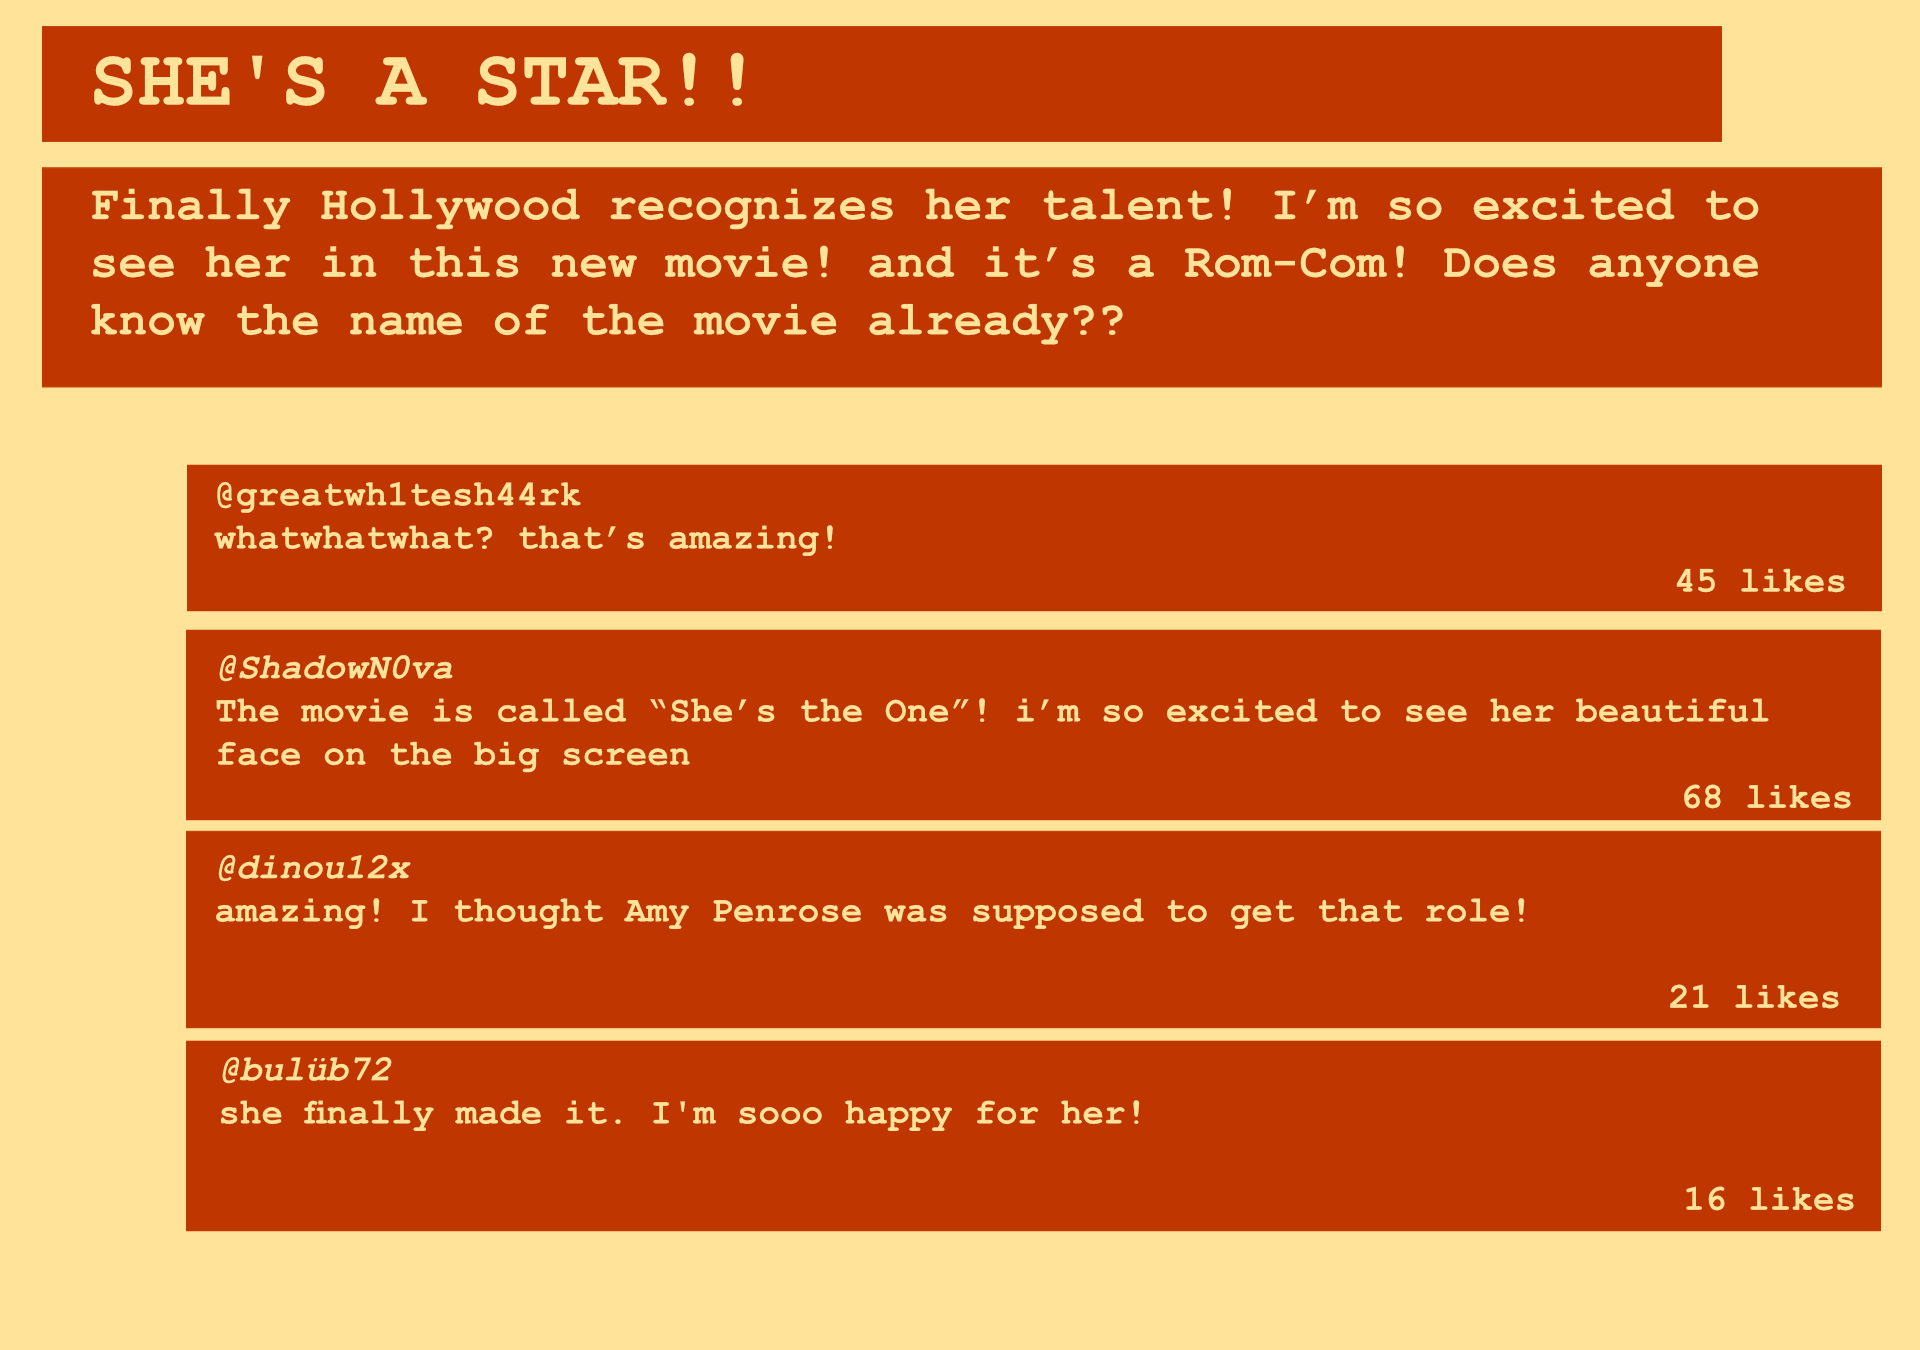 SHE'S A STAR!!
Finally Hollywood recognizes her talent! I’m so excited to
see her in this new movie! and it’s a Rom-Com! Does anyone
know the name of the movie already??
@greatwh1tesh44rk
whatwhatwhat? that’s amazing!
45 likes
@ShadowN0va
The movie is called “She’s the One”! i’m so excited to see her beautiful
face on the big screen
68 likes
@dinou12x
amazing! I thought Amy Penrose was supposed to get that role!
21 likes
@bulüb72
she finally made it. I'm sooo happy for her!
16 likes